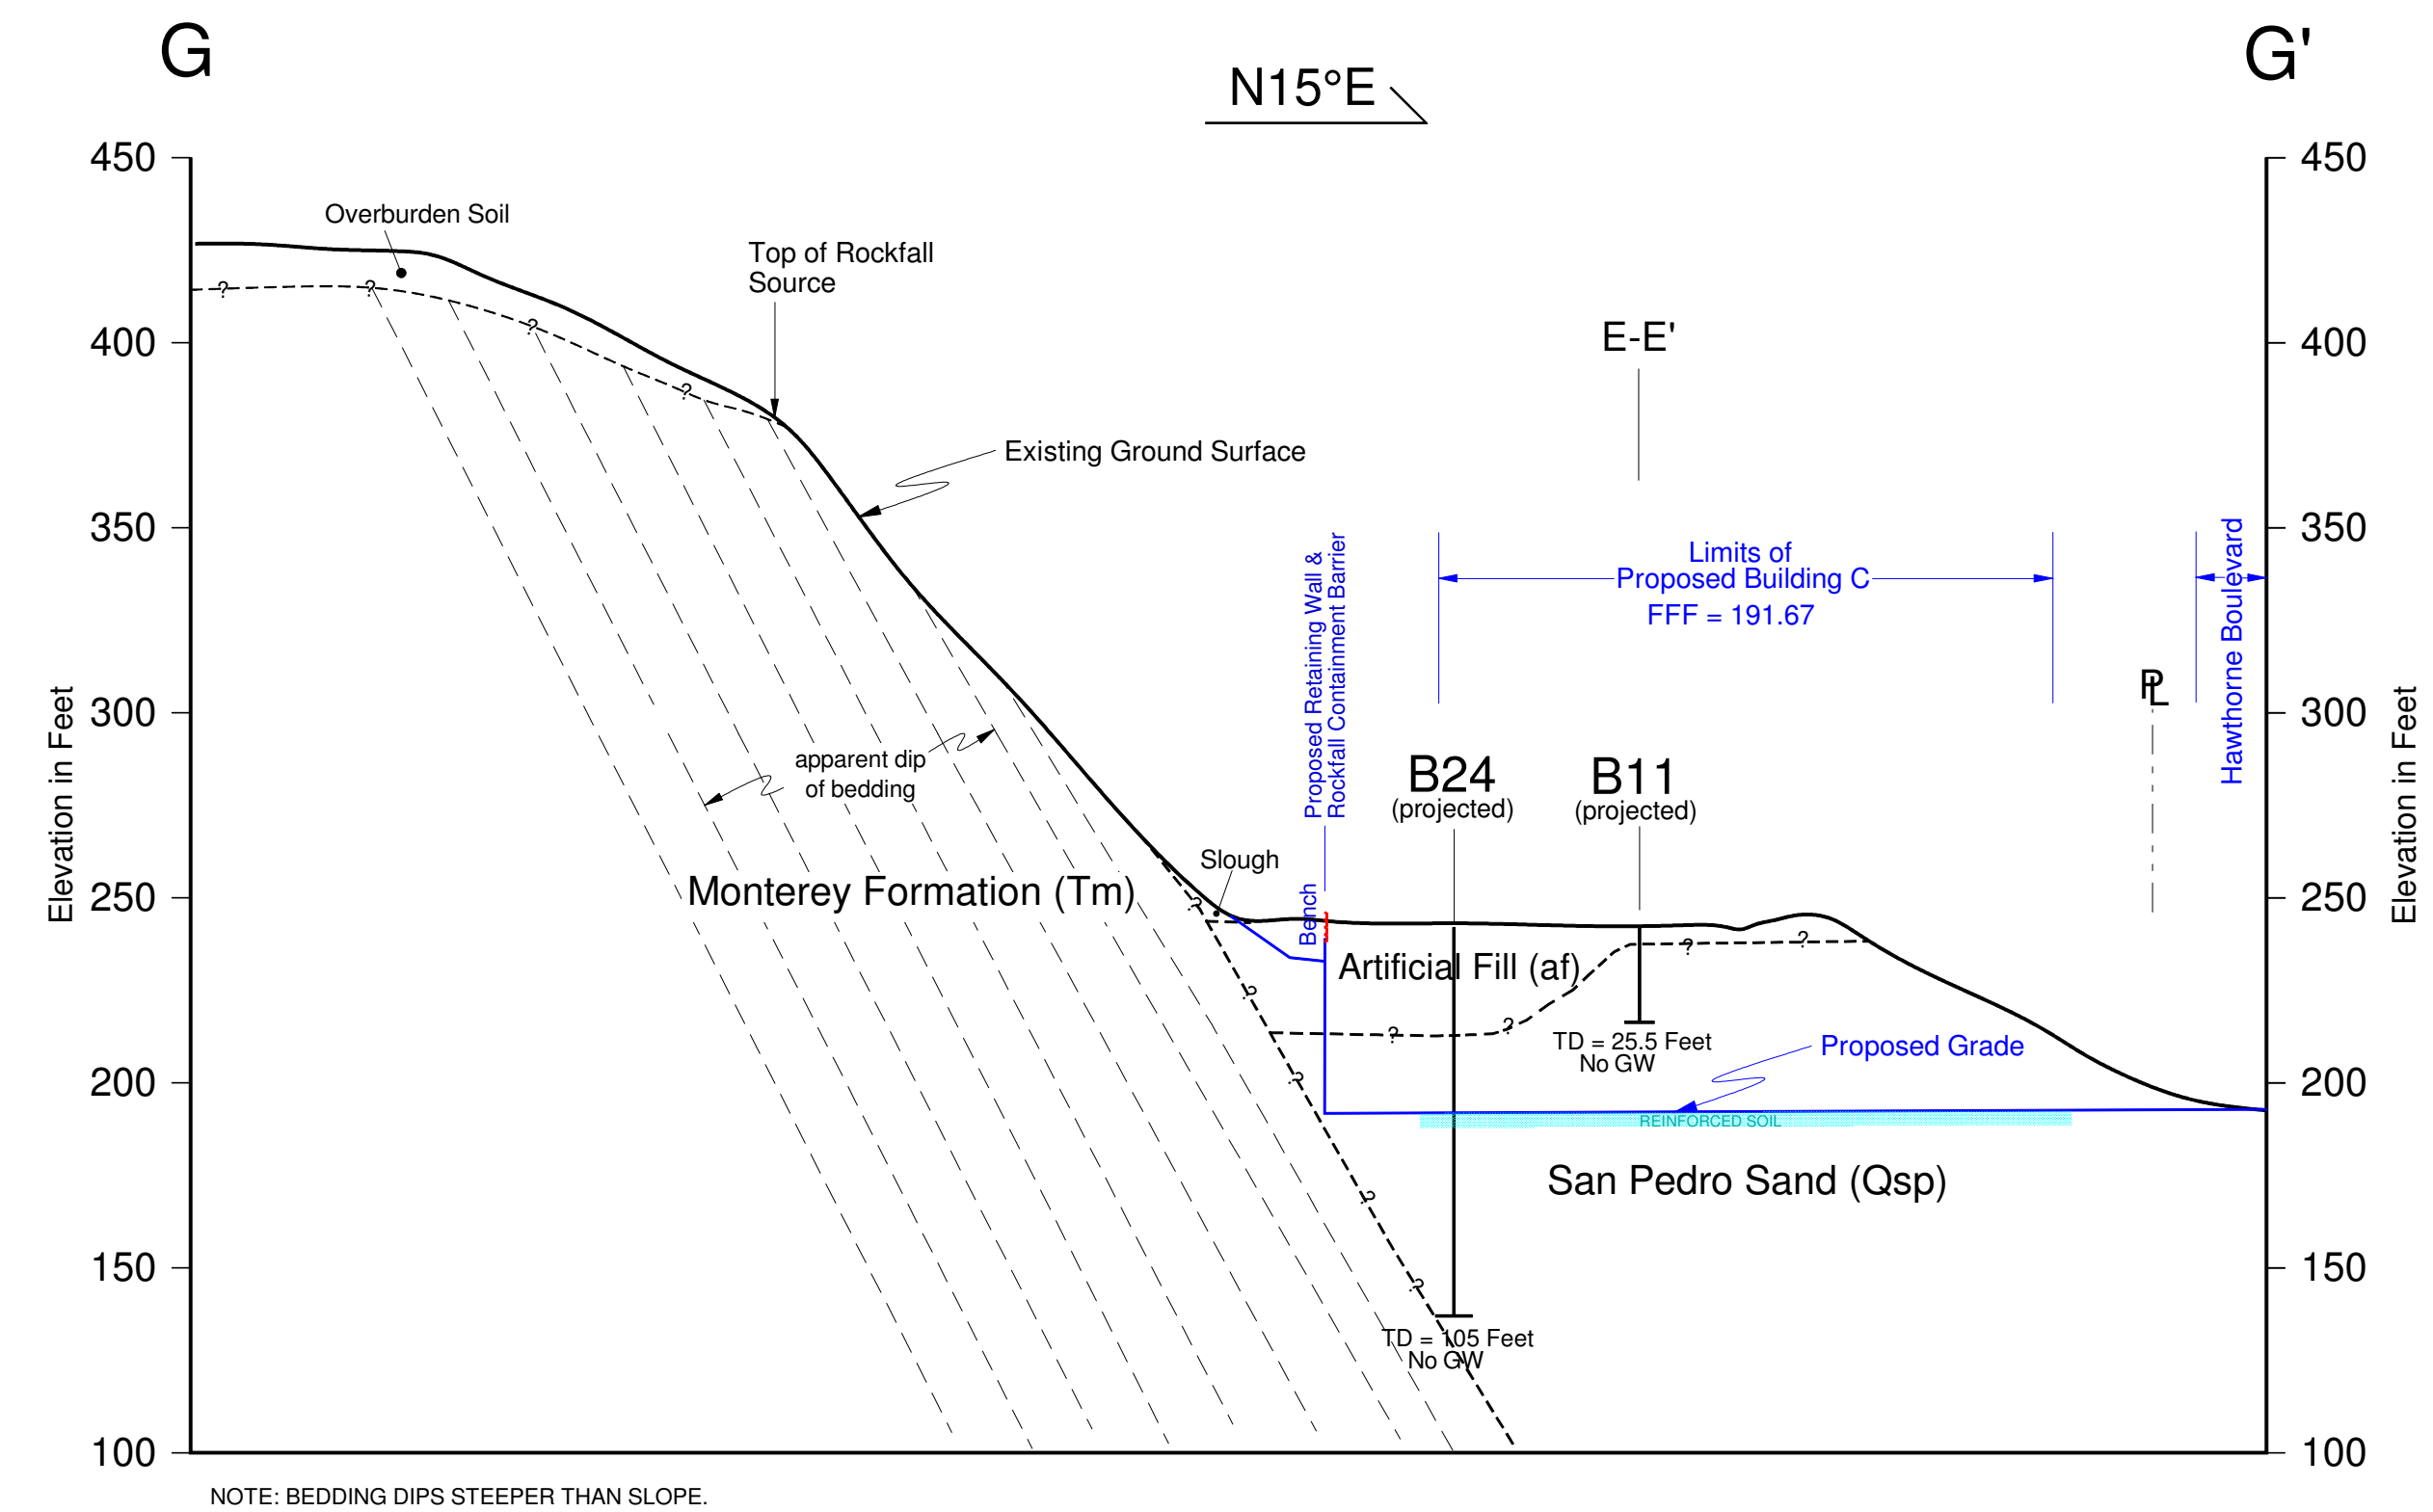 G
G'
N15°E
450
450
Overburden Soil
Top of Rockfall
Source
E-E'
400
400
Existing Ground Surface
350
350
Limits of
Proposed Building C
FFF = 191.67
Proposed Retaining Wall &
Rockfall Containment Barrier
Hawthorne Boulevard
PL
300
300
Elevation in Feet
Elevation in Feet
apparent dip
of bedding
B24
(projected)
B11
(projected)
Slough
Monterey Formation (Tm)
250
250
Bench
Artificial Fill (af)
TD = 25.5 Feet
No GW
Proposed Grade
200
200
REINFORCED SOIL
San Pedro Sand (Qsp)
150
150
TD = 105 Feet
No GW
100
100
NOTE: BEDDING DIPS STEEPER THAN SLOPE.
? ? ? ?
? ? ? ? ?
? ? ? ?